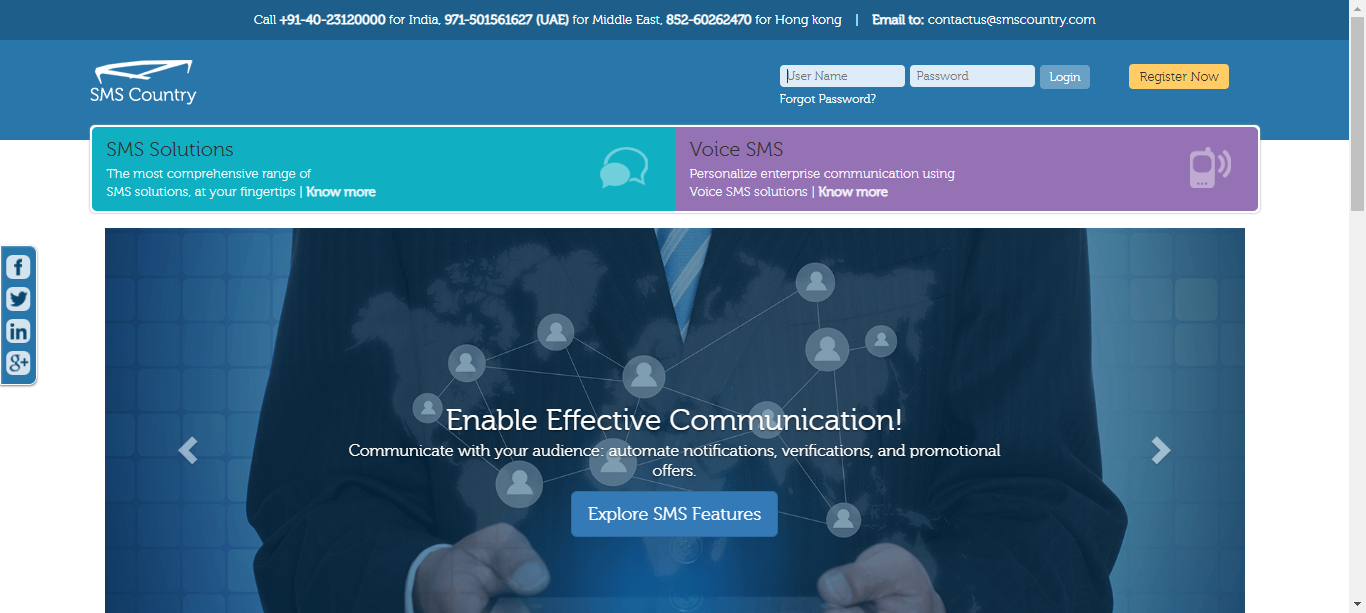 Call +91-40-23120000 for India, 971-501561627 (UAE) for Middle East, 852-60262470 for Hong kong | Email to: contactus@smscountry.com
SMS Country
User Name Password Login Register Now
Forgot Password?
SMS Solutions
The most comprehensive range of
SMS solutions, at your fingertips | Know more
Voice SMS
Personalize enterprise communication using
Voice SMS solutions | Know more
f
in
g+
Enable Effective Communication!
Communicate with your audience: automate notifications, verifications, and promotional
offers.
Explore SMS Features